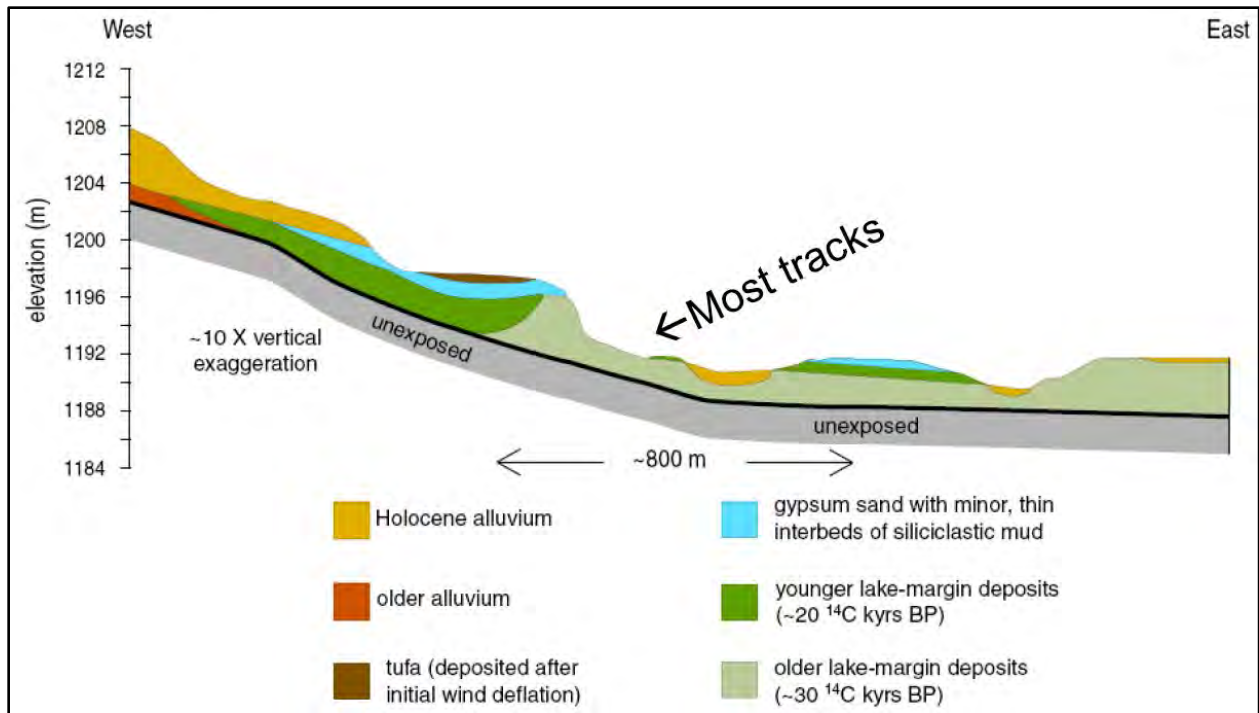 West
East
1212
1208
1204
1200
1196
1192
1188
1184
elevation (m)
~10 X vertical
exaggeration
unexposed
←Most tracks
unexposed
~800 m
Holocene alluvium
older alluvium
tufa (deposited after
initial wind deflation)
gypsum sand with minor, thin
interbeds of siliciclastic mud
younger lake-margin deposits
(~20 ¹⁴C kyrs BP)
older lake-margin deposits
(~30 ¹⁴C kyrs BP)